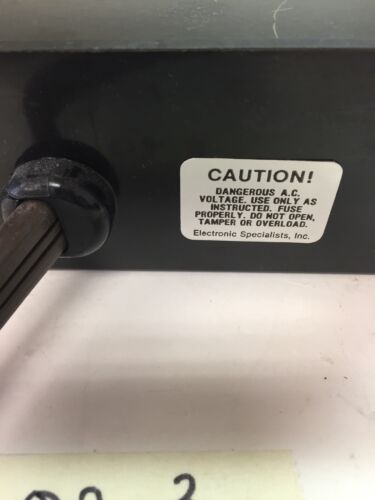 CAUTION!
DANGEROUS A.C.
VOLTAGE. USE ONLY AS
INSTRUCTED. FUSE
PROPERLY. DO NOT OPEN,
TAMPER OR OVERLOAD.
Electronic Specialists, Inc.